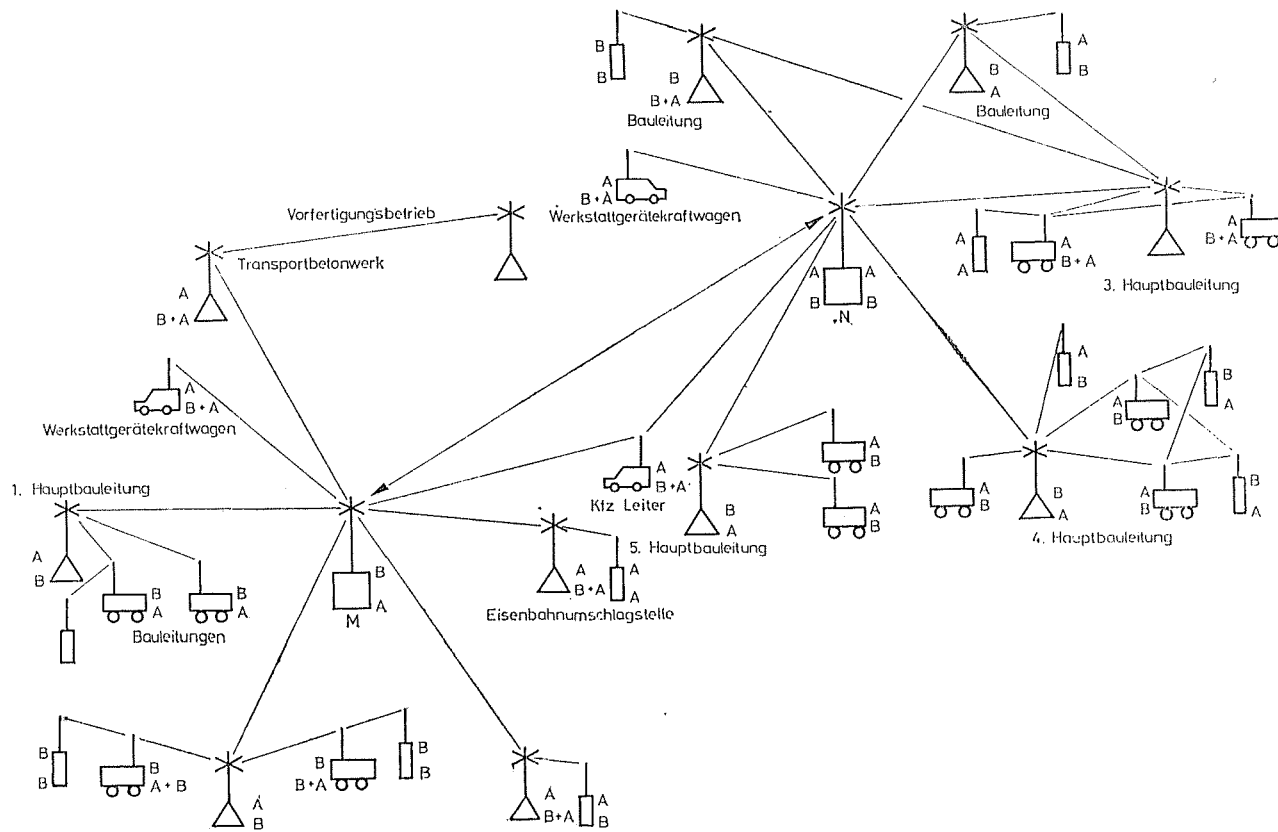 B
B
B
B + A
Bauleitung
B
A
Bauleitung
A
B
A
B + A
Werkstattgerätekraftwagen
Vorfertigungsbetrieb
Transportbetonwerk
A
B + A
A A
B B
N
A
A
A
B + A
A
B + A
3. Hauptbauleitung
A
B + A
Werkstattgerätekraftwagen
A
B
B
A
A
B
A
B
B
A
A
B
B
A
4. Hauptbauleitung
A
B
A
B
B
A
5. Hauptbauleitung
A
B + A
Kfz Leiter
1. Hauptbauleitung
A
B
B
A
B
A
Bauleitungen
B
A
M
A
B + A
A
A
Eisenbahnumschlagstelle
B
B
B
A + B
A
B
B
B + A
B
B
A
B + A
A
B